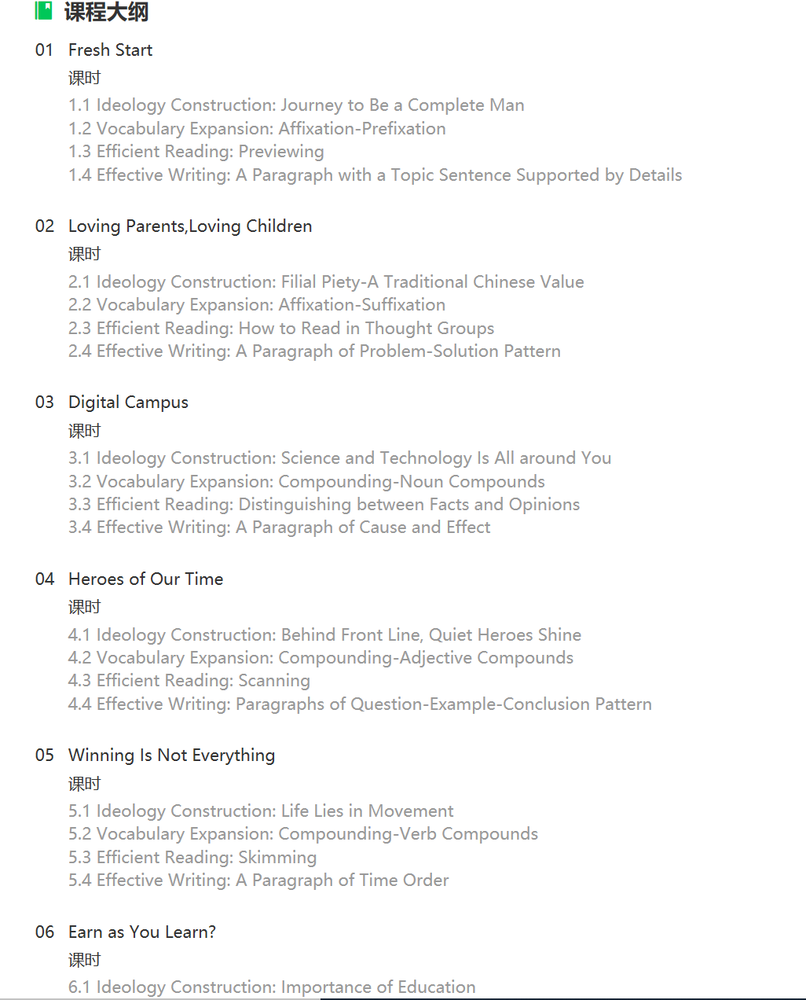 课程大纲
01 Fresh Start
课时
1.1 Ideology Construction: Journey to Be a Complete Man
1.2 Vocabulary Expansion: Affixation-Prefixation
1.3 Efficient Reading: Previewing
1.4 Effective Writing: A Paragraph with a Topic Sentence Supported by Details
02 Loving Parents,Loving Children
课时
2.1 Ideology Construction: Filial Piety-A Traditional Chinese Value
2.2 Vocabulary Expansion: Affixation-Suffixation
2.3 Efficient Reading: How to Read in Thought Groups
2.4 Effective Writing: A Paragraph of Problem-Solution Pattern
03 Digital Campus
课时
3.1 Ideology Construction: Science and Technology Is All around You
3.2 Vocabulary Expansion: Compounding-Noun Compounds
3.3 Efficient Reading: Distinguishing between Facts and Opinions
3.4 Effective Writing: A Paragraph of Cause and Effect
04 Heroes of Our Time
课时
4.1 Ideology Construction: Behind Front Line, Quiet Heroes Shine
4.2 Vocabulary Expansion: Compounding-Adjective Compounds
4.3 Efficient Reading: Scanning
4.4 Effective Writing: Paragraphs of Question-Example-Conclusion Pattern
05 Winning Is Not Everything
课时
5.1 Ideology Construction: Life Lies in Movement
5.2 Vocabulary Expansion: Compounding-Verb Compounds
5.3 Efficient Reading: Skimming
5.4 Effective Writing: A Paragraph of Time Order
06 Earn as You Learn?
课时
6.1 Ideology Construction: Importance of Education